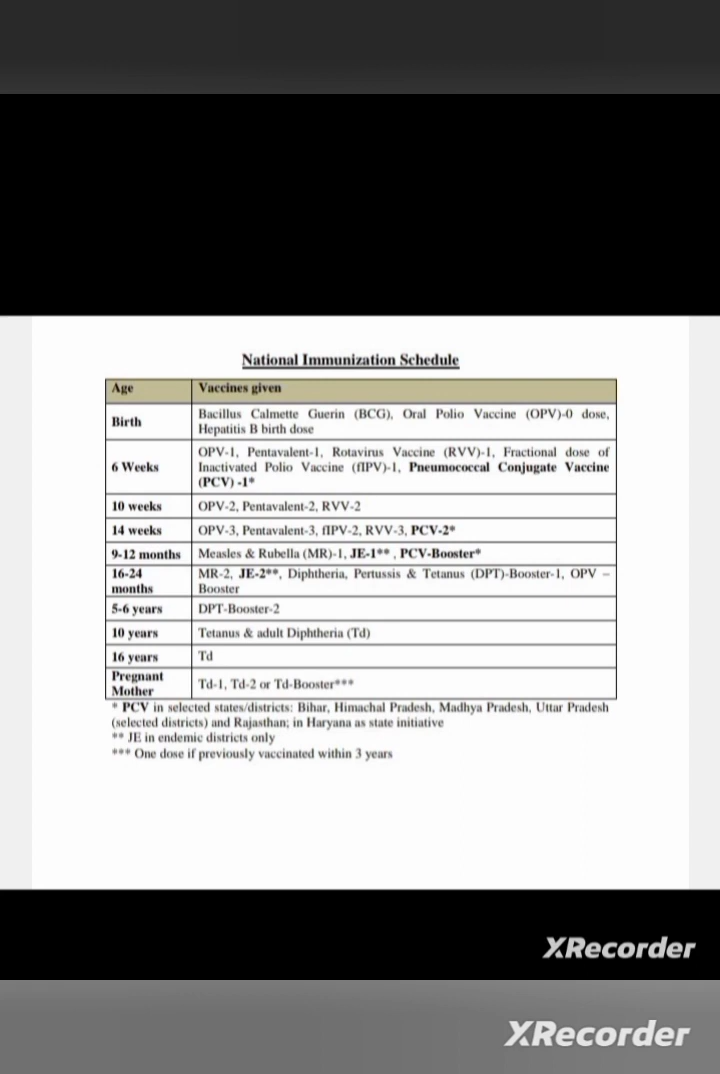 National Immunization Schedule
Age Vaccines given
Birth Bacillus Calmette Guerin (BCG), Oral Polio Vaccine (OPV)-0 dose,
Hepatitis B birth dose
6 Weeks OPV-1, Pentavalent-1, Rotavirus Vaccine (RVV)-1, Fractional dose of
Inactivated Polio Vaccine (fIPV)-1, Pneumococcal Conjugate Vaccine
(PCV) -1*
10 weeks OPV-2, Pentavalent-2, RVV-2
14 weeks OPV-3, Pentavalent-3, fIPV-2, RVV-3, PCV-2*
9-12 months Measles & Rubella (MR)-1, JE-1** , PCV-Booster*
16-24 MR-2, JE-2**, Diphtheria, Pertussis & Tetanus (DPT)-Booster-1, OPV –
months Booster
5-6 years DPT-Booster-2
10 years Tetanus & adult Diphtheria (Td)
16 years Td
Pregnant
Mother Td-1, Td-2 or Td-Booster***
* PCV in selected states/districts: Bihar, Himachal Pradesh, Madhya Pradesh, Uttar Pradesh
(selected districts) and Rajasthan; in Haryana as state initiative
** JE in endemic districts only
*** One dose if previously vaccinated within 3 years
XRecorder
XRecorder